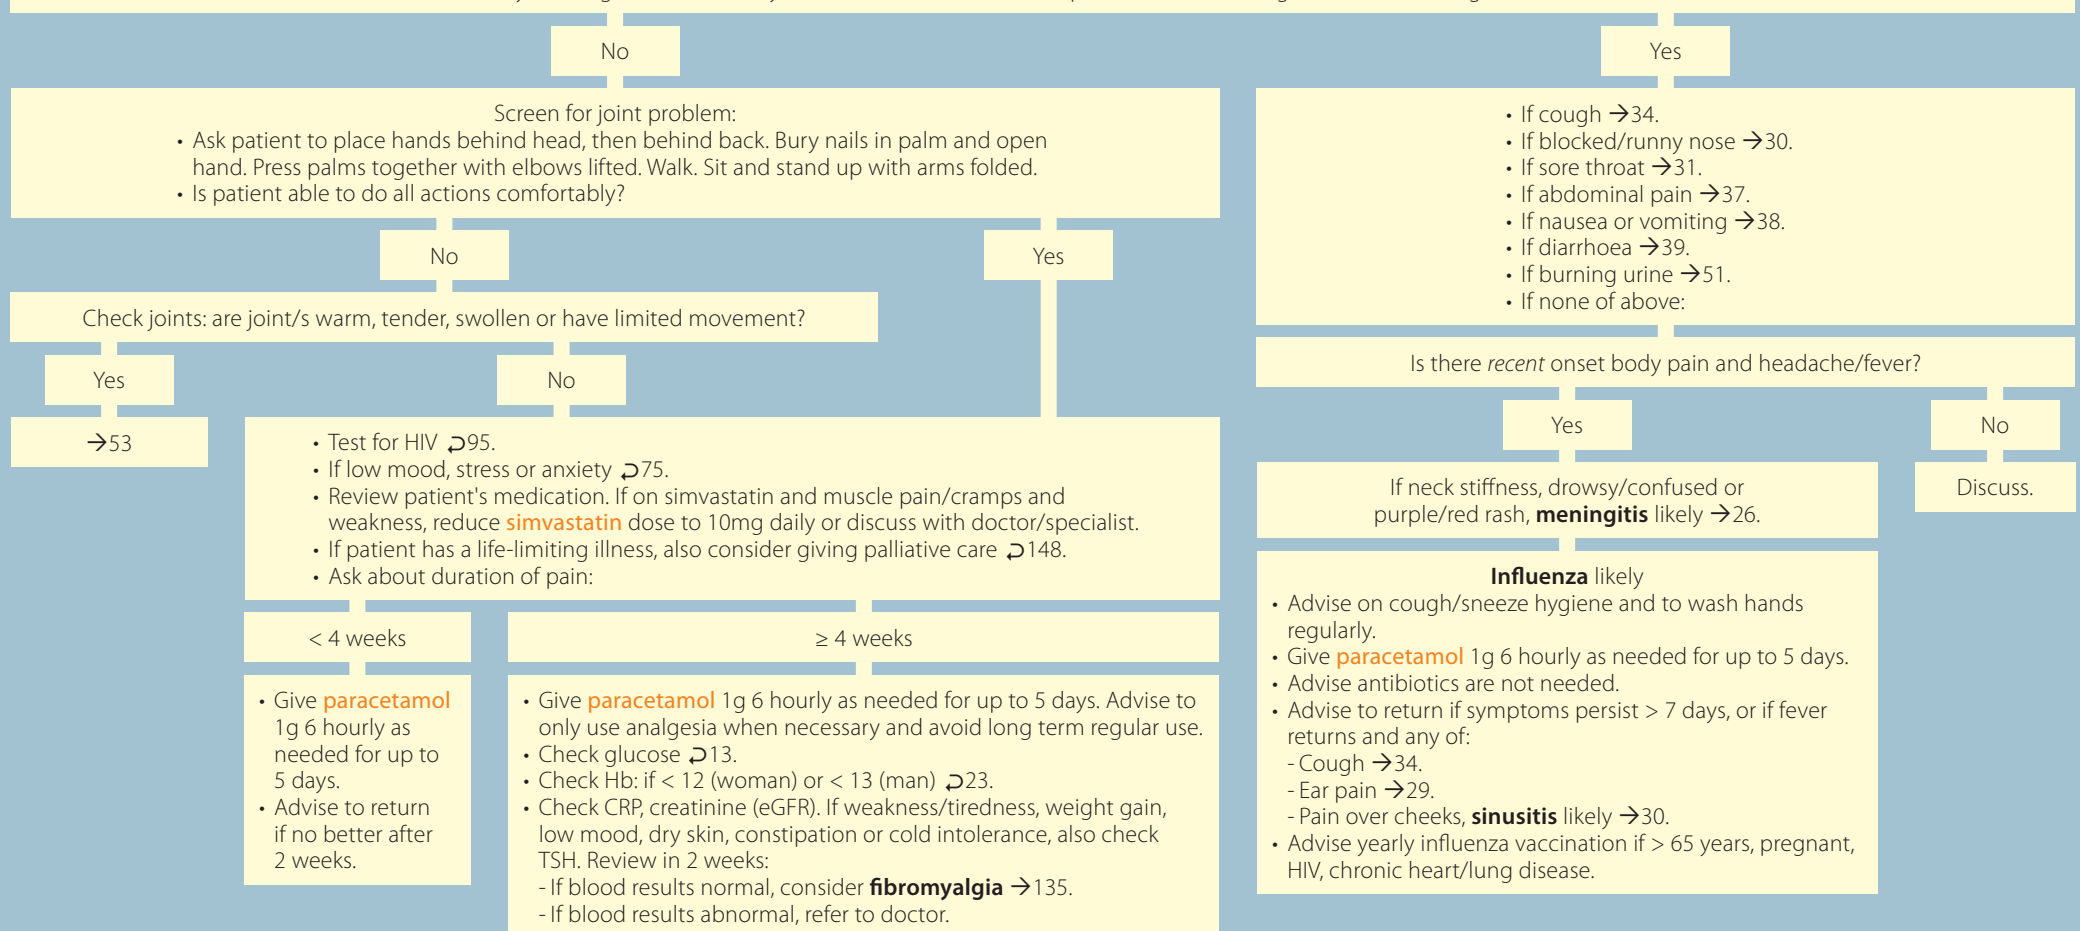 No
Screen for joint problem:
• Ask patient to place hands behind head, then behind back. Bury nails in palm and open
hand. Press palms together with elbows lifted. Walk. Sit and stand up with arms folded.
• Is patient able to do all actions comfortably?
No
Yes
Check joints: are joint/s warm, tender, swollen or have limited movement?
Yes
No
→53
• Test for HIV ⮌95.
• If low mood, stress or anxiety ⮌75.
• Review patient's medication. If on simvastatin and muscle pain/cramps and
weakness, reduce simvastatin dose to 10mg daily or discuss with doctor/specialist.
• If patient has a life-limiting illness, also consider giving palliative care ⮌148.
• Ask about duration of pain:
< 4 weeks
• Give paracetamol
1g 6 hourly as
needed for up to
5 days.
• Advise to return
if no better after
2 weeks.
≥ 4 weeks
• Give paracetamol 1g 6 hourly as needed for up to 5 days. Advise to
only use analgesia when necessary and avoid long term regular use.
• Check glucose ⮌13.
• Check Hb: if < 12 (woman) or < 13 (man) ⮌23.
• Check CRP, creatinine (eGFR). If weakness/tiredness, weight gain,
low mood, dry skin, constipation or cold intolerance, also check
TSH. Review in 2 weeks:
- If blood results normal, consider fibromyalgia →135.
- If blood results abnormal, refer to doctor.
Yes
• If cough →34.
• If blocked/runny nose →30.
• If sore throat →31.
• If abdominal pain →37.
• If nausea or vomiting →38.
• If diarrhoea →39.
• If burning urine →51.
• If none of above:
Is there recent onset body pain and headache/fever?
Yes
No
If neck stiffness, drowsy/confused or
purple/red rash, meningitis likely →26.
Discuss.
Influenza likely
• Advise on cough/sneeze hygiene and to wash hands
regularly.
• Give paracetamol 1g 6 hourly as needed for up to 5 days.
• Advise antibiotics are not needed.
• Advise to return if symptoms persist > 7 days, or if fever
returns and any of:
- Cough →34.
- Ear pain →29.
- Pain over cheeks, sinusitis likely →30.
• Advise yearly influenza vaccination if > 65 years, pregnant,
HIV, chronic heart/lung disease.